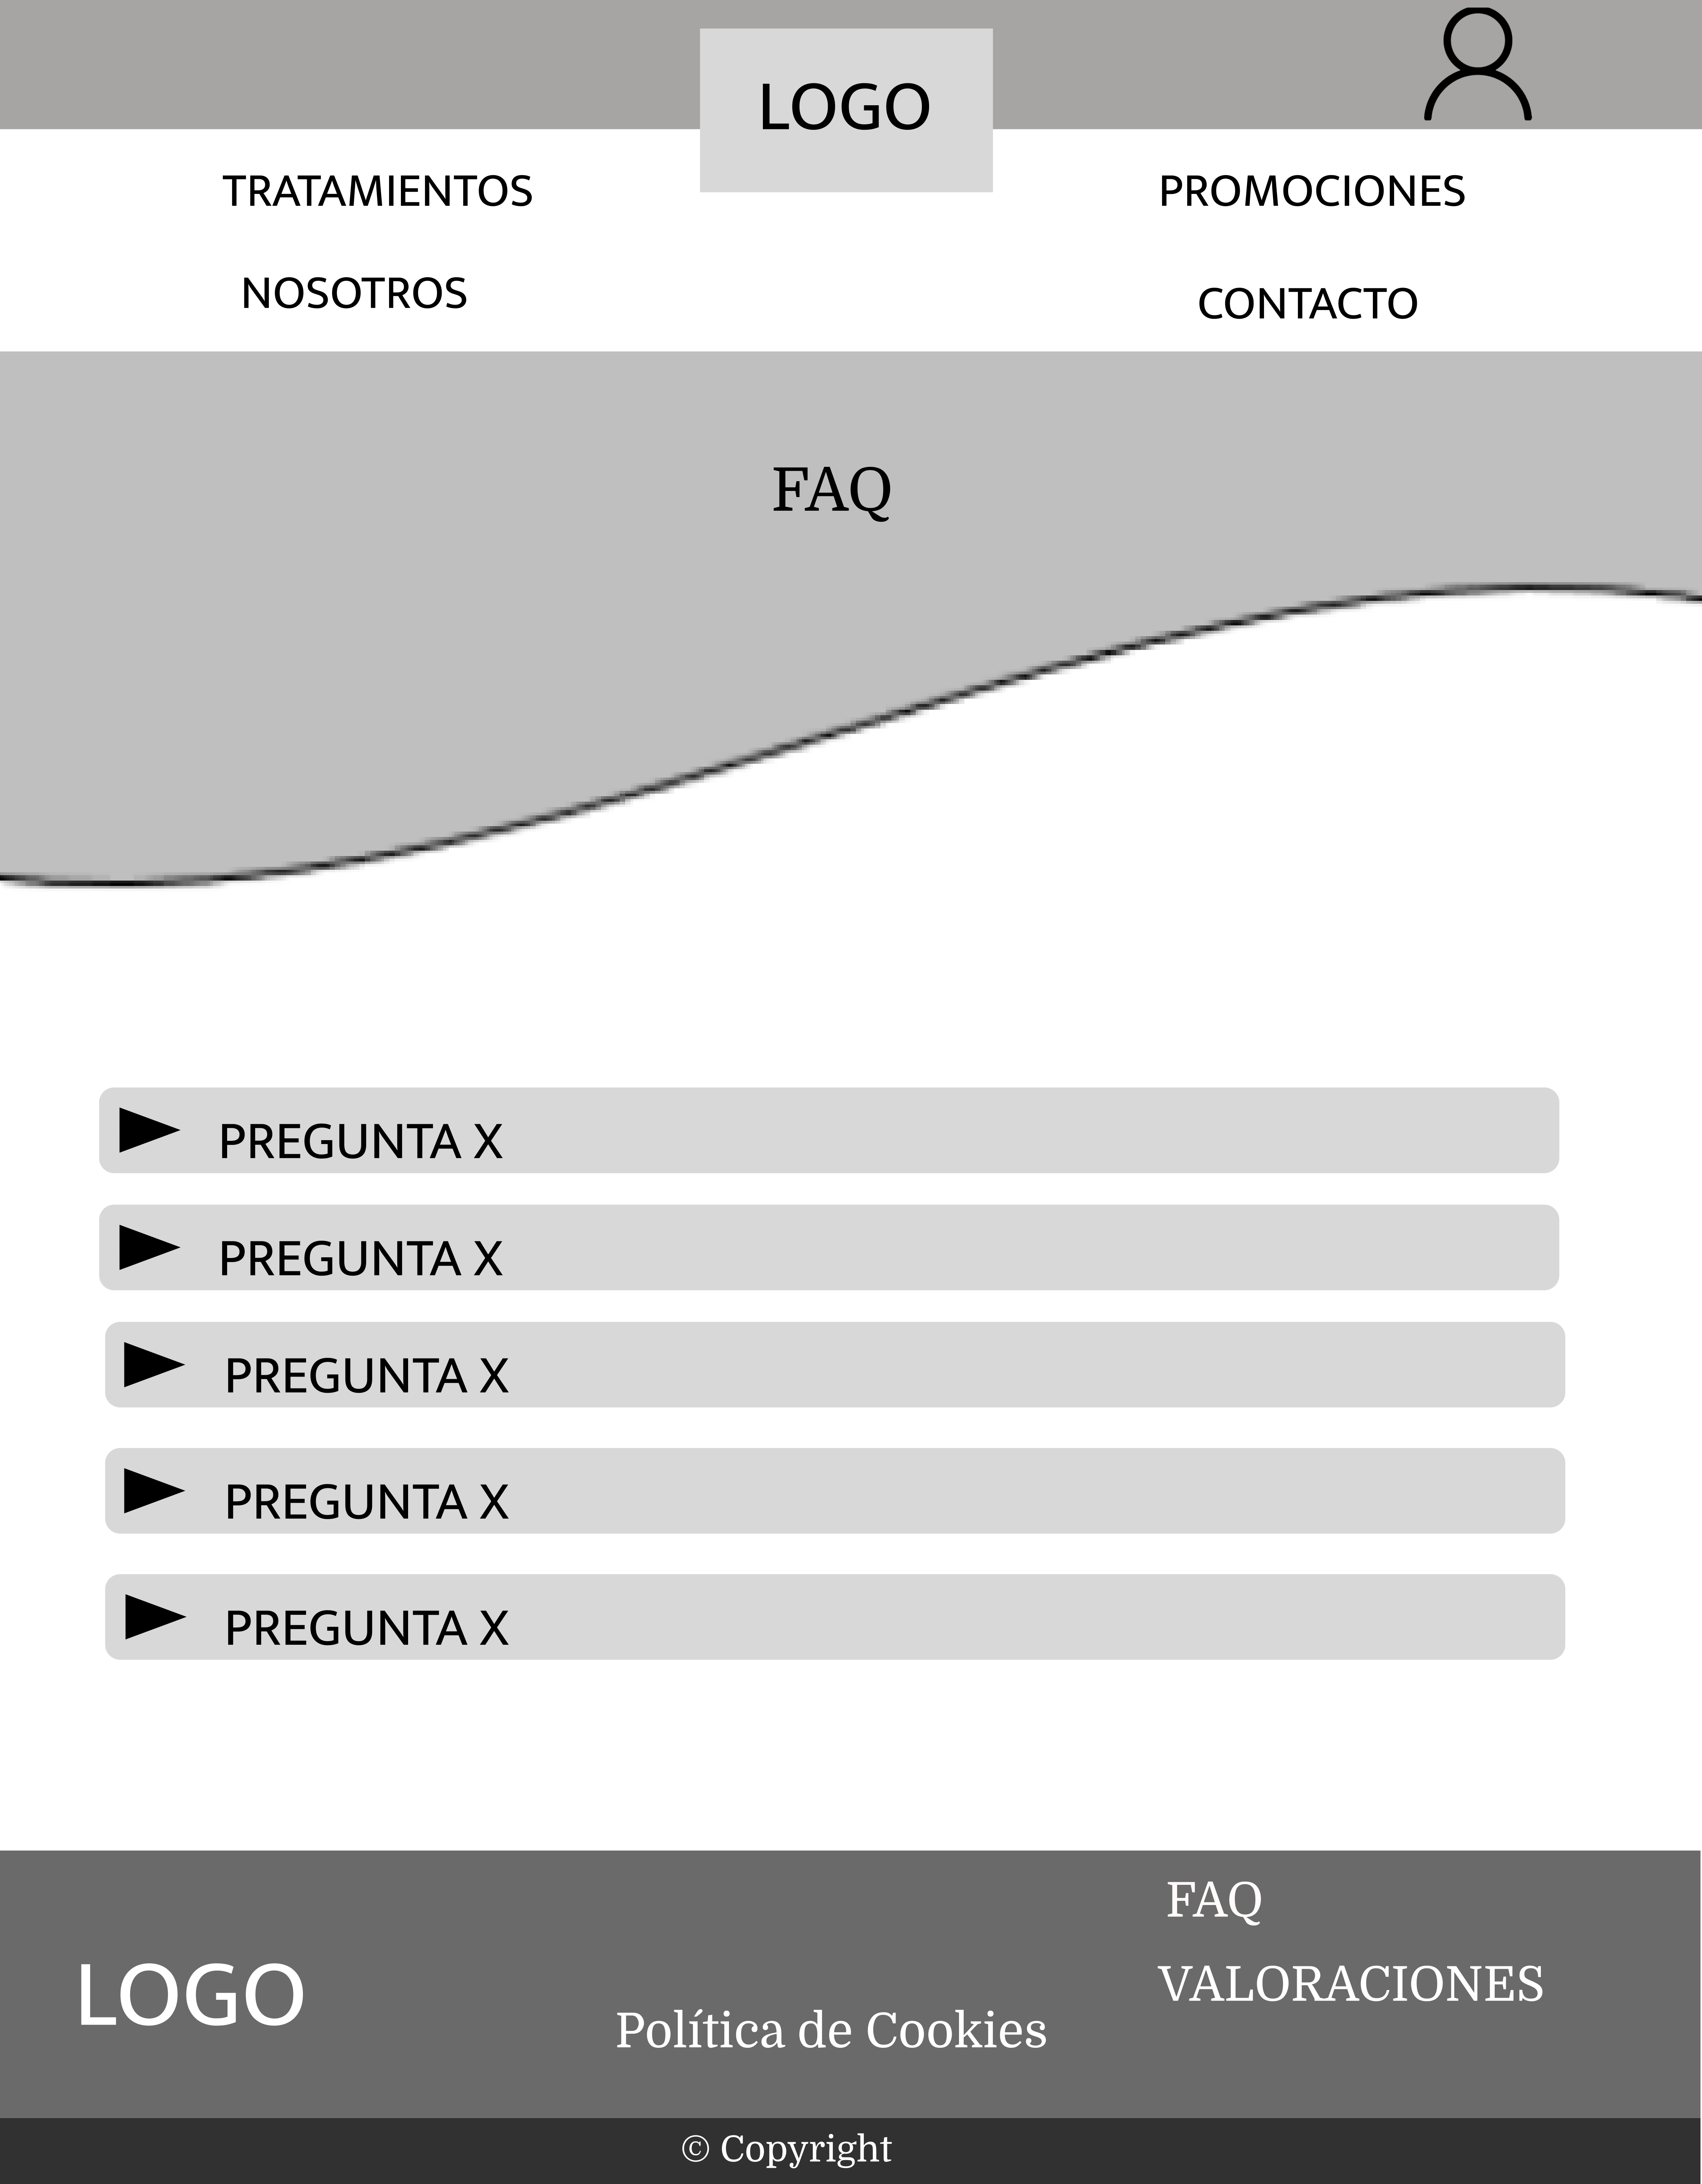 LOGO
TRATAMIENTOS
PROMOCIONES
NOSOTROS
CONTACTO
FAQ
PREGUNTA X
PREGUNTA X
PREGUNTA X
PREGUNTA X
PREGUNTA X
FAQ
VALORACIONES
LOGO
Política de Cookies
© Copyright